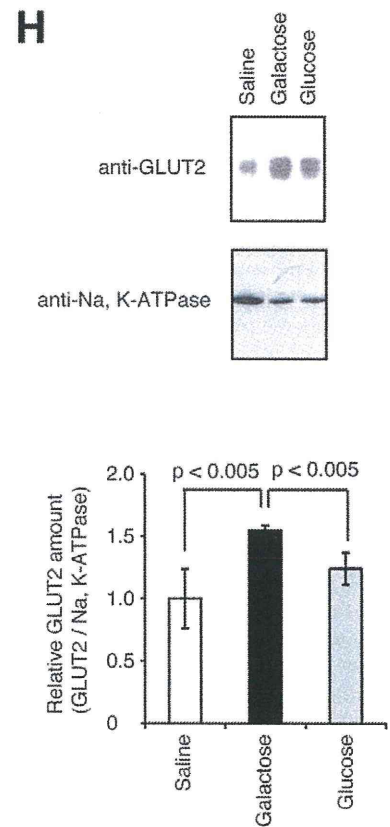 H
Saline
Galactose
Glucose
anti-GLUT2
anti-Na, K-ATPase
p < 0.005
p < 0.005
Relative GLUT2 amount
(GLUT2 / Na, K-ATPase)
2.0
1.5
1.0
0.5
0
Saline
Galactose
Glucose